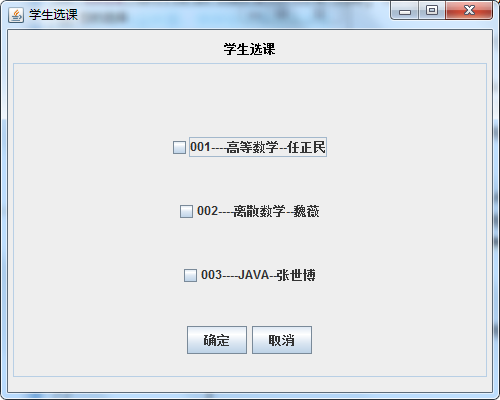 学生选课
学生选课
001----高等数学--任正民
002----离散数学--魏薇
003----JAVA--张世博
确定 取消